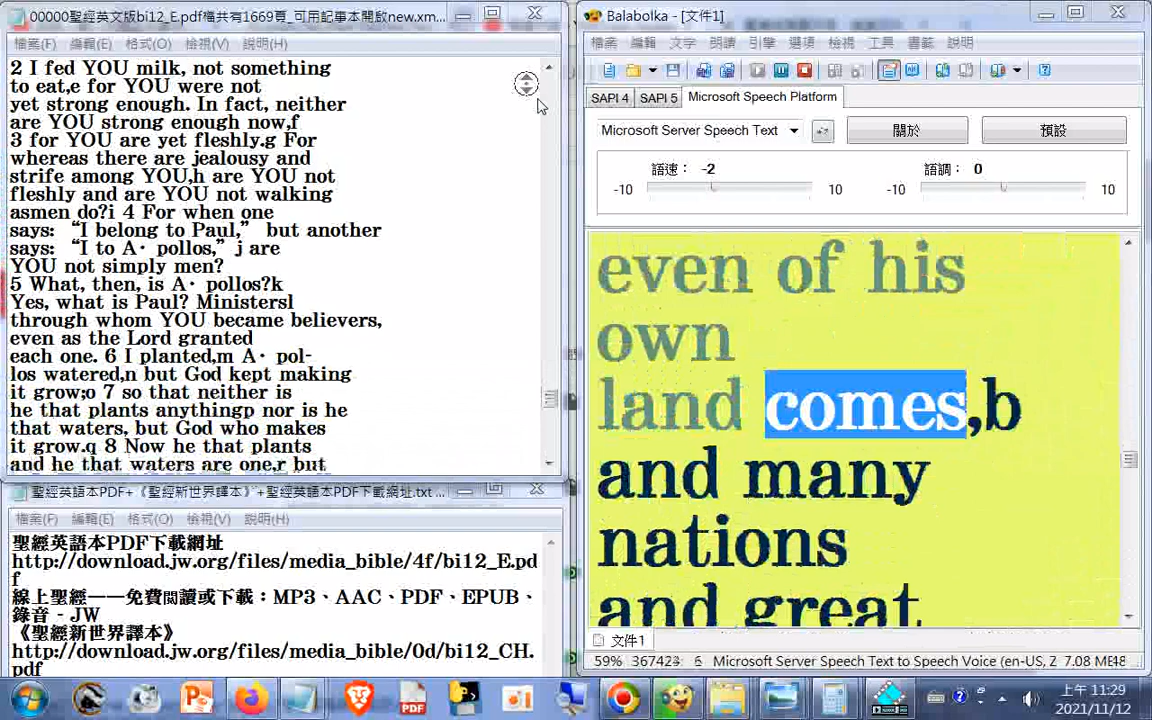 00000聖經英文版bi12_E.pdf檔共有1669頁_可用記事本開啟new.xm...
檔案(F) 編輯(E) 格式(O) 檢視(V) 說明(H)
2 I fed YOU milk, not something
to eat,e for YOU were not
yet strong enough. In fact, neither
are YOU strong enough now,f
3 for YOU are yet fleshly.g For
whereas there are jealousy and
strife among YOU,h are YOU not
fleshly and are YOU not walking
asmen do?i 4 For when one
says: “I belong to Paul,” but another
says: “I to A· pollos,” j are
YOU not simply men?
5 What, then, is A· pollos?k
Yes, what is Paul? Ministersl
through whom YOU became believers,
even as the Lord granted
each one. 6 I planted,m A· pol-
los watered,n but God kept making
it grow;o 7 so that neither is
he that plants anythingp nor is he
that waters, but God who makes
it grow.q 8 Now he that plants
and he that waters are one,r but
聖經英語本PDF+《聖經新世界譯本》+聖經英語本PDF下載網址.txt ...
檔案(F) 編輯(E) 格式(O) 檢視(V) 說明(H)
聖經英語本PDF下載網址
http://download.jw.org/files/media_bible/4f/bi12_E.pd
f
線上聖經——免費閱讀或下載：MP3、AAC、PDF、EPUB、
錄音 - JW
《聖經新世界譯本》
http://download.jw.org/files/media_bible/0d/bi12_CH.
pdf
Balabolka - [文件1]
檔案 編輯 文字 朗讀 引擎 選項 檢視 工具 書籤 說明
SAPI 4 SAPI 5 Microsoft Speech Platform
Microsoft Server Speech Text 關於 預設
語速： -2 語調： 0
-10 10 -10 10
even of his
own
land comes,b
and many
nations
and great
文件1
59% 367423: 6 Microsoft Server Speech Text to Speech Voice (en-US, Z 7.08 MB
上午 11:29
2021/11/12